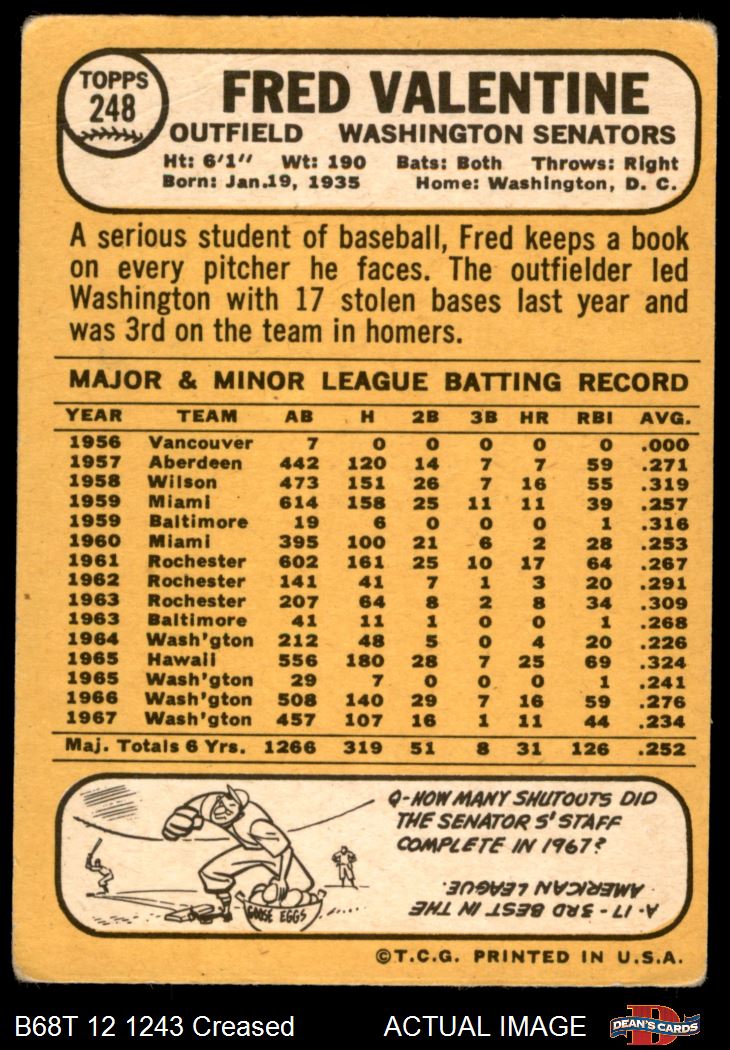 TOPPS
248
FRED VALENTINE
OUTFIELD WASHINGTON SENATORS
Ht: 6'1" Wt: 190 Bats: Both Throws: Right
Born: Jan.19, 1935 Home: Washington, D. C.
A serious student of baseball, Fred keeps a book
on every pitcher he faces. The outfielder led
Washington with 17 stolen bases last year and
was 3rd on the team in homers.
MAJOR & MINOR LEAGUE BATTING RECORD
YEAR TEAM AB H 2B 3B HR RBI AVG.
1956 Vancouver 7 0 0 0 0 0 .000
1957 Aberdeen 442 120 14 7 7 59 .271
1958 Wilson 473 151 26 7 16 55 .319
1959 Miami 614 158 25 11 11 39 .257
1959 Baltimore 19 6 0 0 0 1 .316
1960 Miami 395 100 21 6 2 28 .253
1961 Rochester 602 161 25 10 17 64 .267
1962 Rochester 141 41 7 1 3 20 .291
1963 Rochester 207 64 8 2 8 34 .309
1963 Baltimore 41 11 1 0 0 1 .268
1964 Wash'gton 212 48 5 0 4 20 .226
1965 Hawaii 556 180 28 7 25 69 .324
1965 Wash'gton 29 7 0 0 0 1 .241
1966 Wash'gton 508 140 29 7 16 59 .276
1967 Wash'gton 457 107 16 1 11 44 .234
Maj. Totals 6 Yrs. 1266 319 51 8 31 126 .252
Q-HOW MANY SHUTOUTS DID
THE SENATOR S' STAFF
COMPLETE IN 1967?
A-17 - 3RD BEST IN THE
AMERICAN LEAGUE.
GOOSE EGGS
©T.C.G. PRINTED IN U.S.A.
B68T 12 1243 Creased ACTUAL IMAGE
D
DEAN'S CARDS